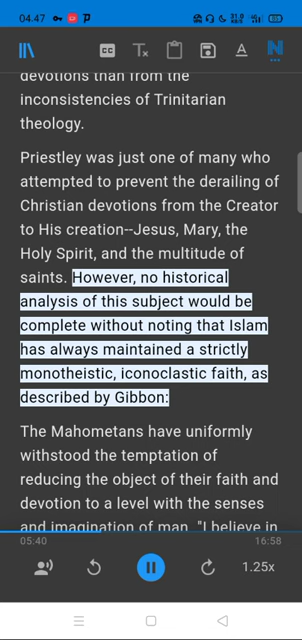 04.47
CC
devotions than from the
inconsistencies of Trinitarian
theology.
Priestley was just one of many who
attempted to prevent the derailing of
Christian devotions from the Creator
to His creation--Jesus, Mary, the
Holy Spirit, and the multitude of
saints. However, no historical
analysis of this subject would be
complete without noting that Islam
has always maintained a strictly
monotheistic, iconoclastic faith, as
described by Gibbon:
The Mahometans have uniformly
withstood the temptation of
reducing the object of their faith and
devotion to a level with the senses
and imagination of man. "I believe in
05:40 16:58
1.25x